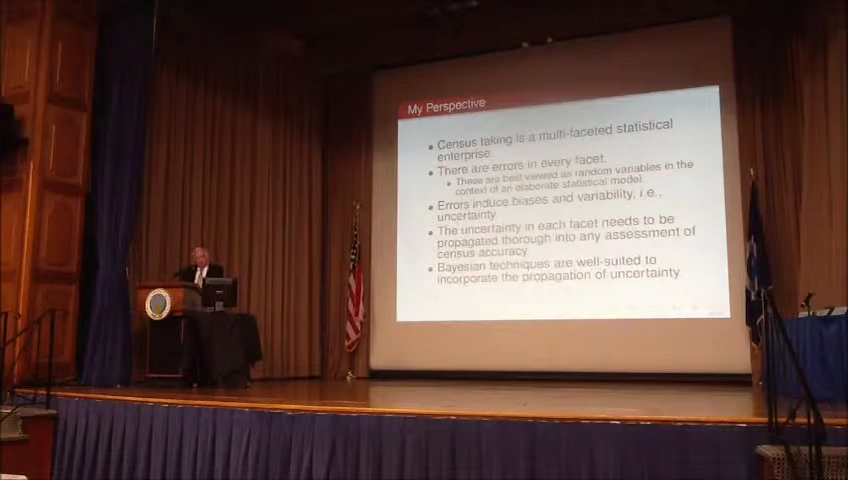 My Perspective
Census taking is a multi-faceted statistical
enterprise.
There are errors in every facet.
These are best viewed as random variables in the
context of an elaborate statistical model.
Errors induce biases and variability, i.e.,
uncertainty
The uncertainty in each facet needs to be
propagated thorough into any assessment of
census accuracy
Bayesian techniques are well-suited to
incorporate the propagation of uncertainty